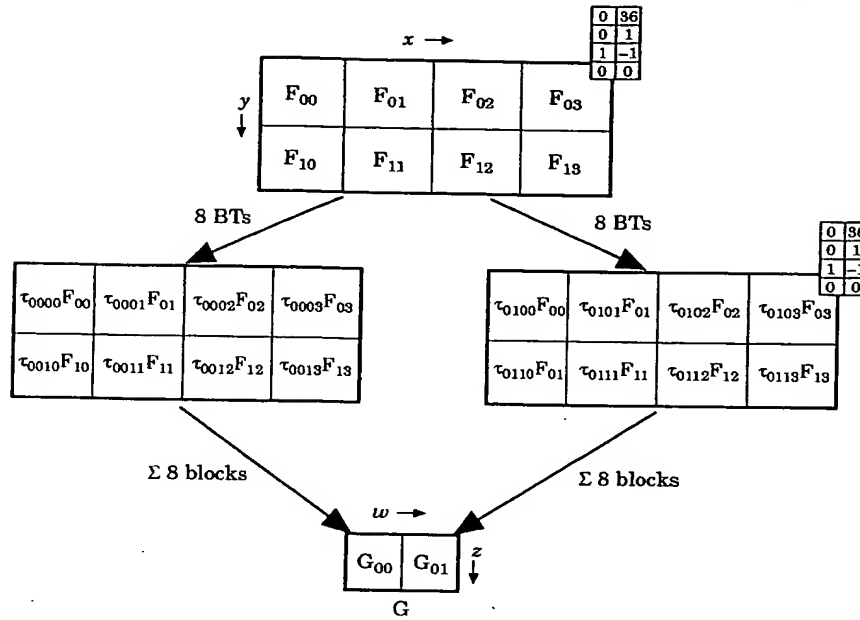 0 36
0 1
1 −1
0 0
x →
y
↓
F00 F01 F02 F03
F10 F11 F12 F13
8 BTs
8 BTs
0 36
0 1
1 −1
0 0
τ0000F00 τ0001F01 τ0002F02 τ0003F03
τ0010F10 τ0011F11 τ0012F12 τ0013F13
τ0100F00 τ0101F01 τ0102F02 τ0103F03
τ0110F01 τ0111F11 τ0112F12 τ0113F13
Σ 8 blocks
Σ 8 blocks
w →
z
↓
G00 G01
G